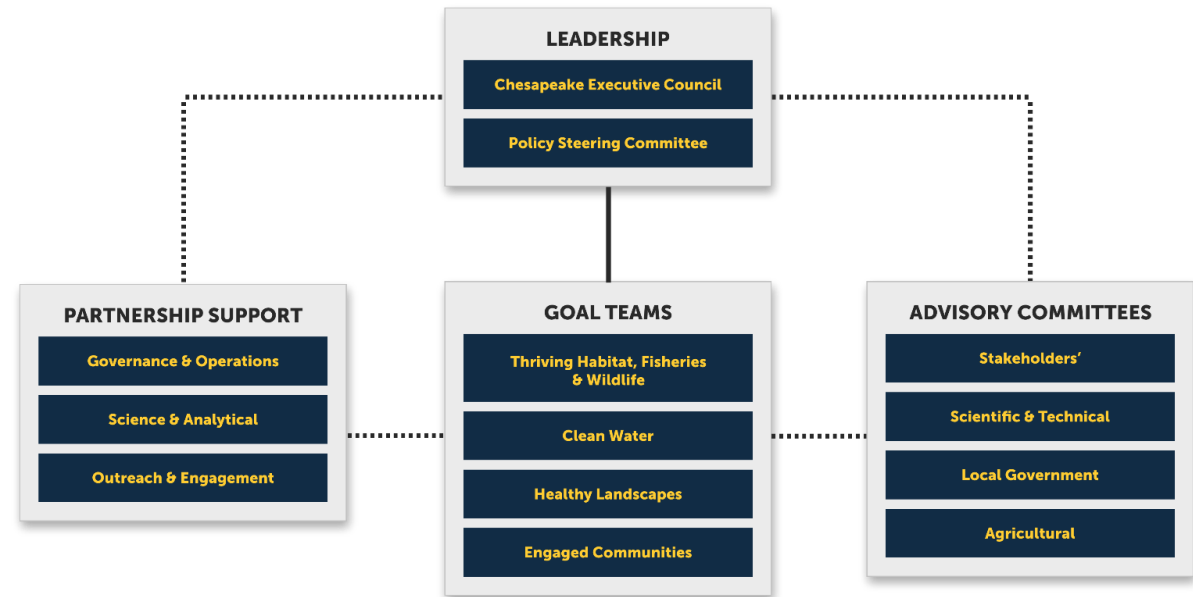 LEADERSHIP
Chesapeake Executive Council
Policy Steering Committee
PARTNERSHIP SUPPORT
Governance & Operations
Science & Analytical
Outreach & Engagement
GOAL TEAMS
Thriving Habitat, Fisheries
& Wildlife
Clean Water
Healthy Landscapes
Engaged Communities
ADVISORY COMMITTEES
Stakeholders’
Scientific & Technical
Local Government
Agricultural